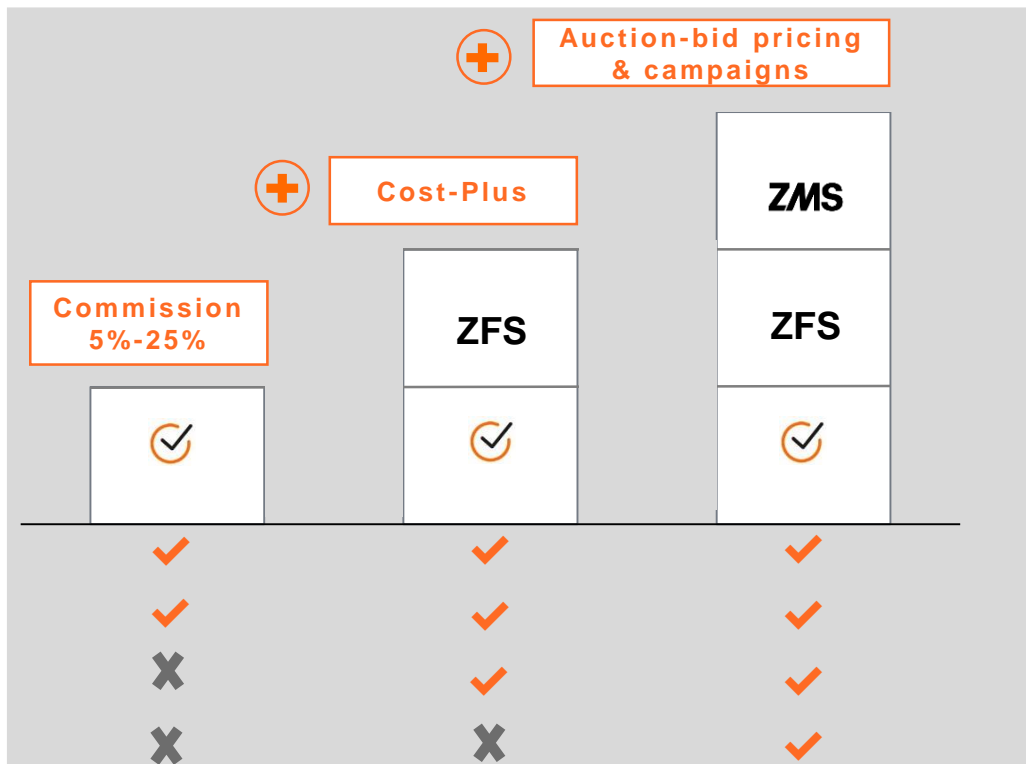 Auction-bid pricing
& campaigns
Cost-Plus
ZMS
Commission
5%-25%
ZFS
ZFS